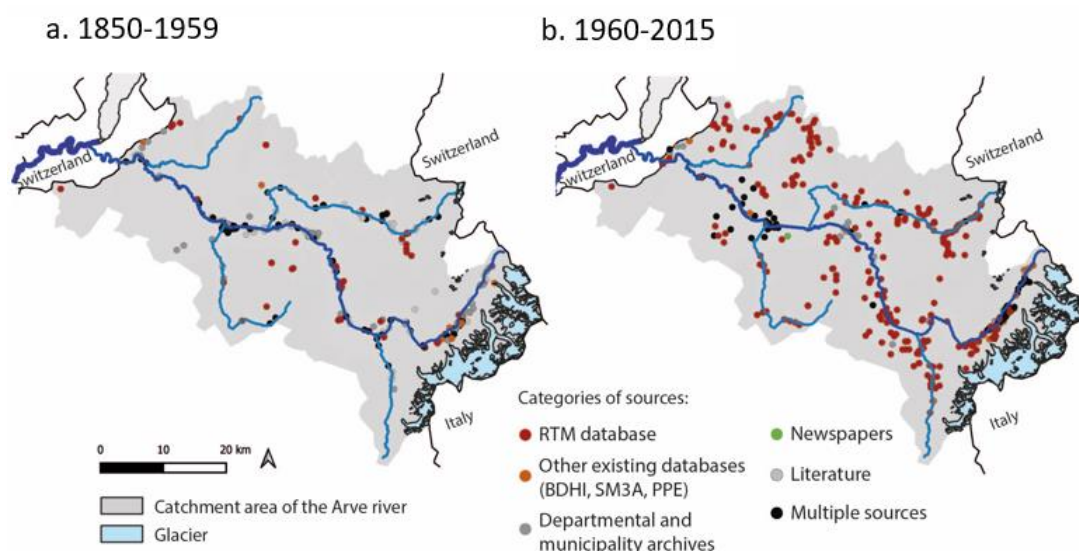 a. 1850-1959
b. 1960-2015
Switzerland
Switzerland
Italy
Switzerland
Switzerland
Italy
0 10 20 km
Catchment area of the Arve river
Glacier
Categories of sources:
RTM database
Other existing databases
(BDHI, SM3A, PPE)
Departmental and
municipality archives
Newspapers
Literature
Multiple sources